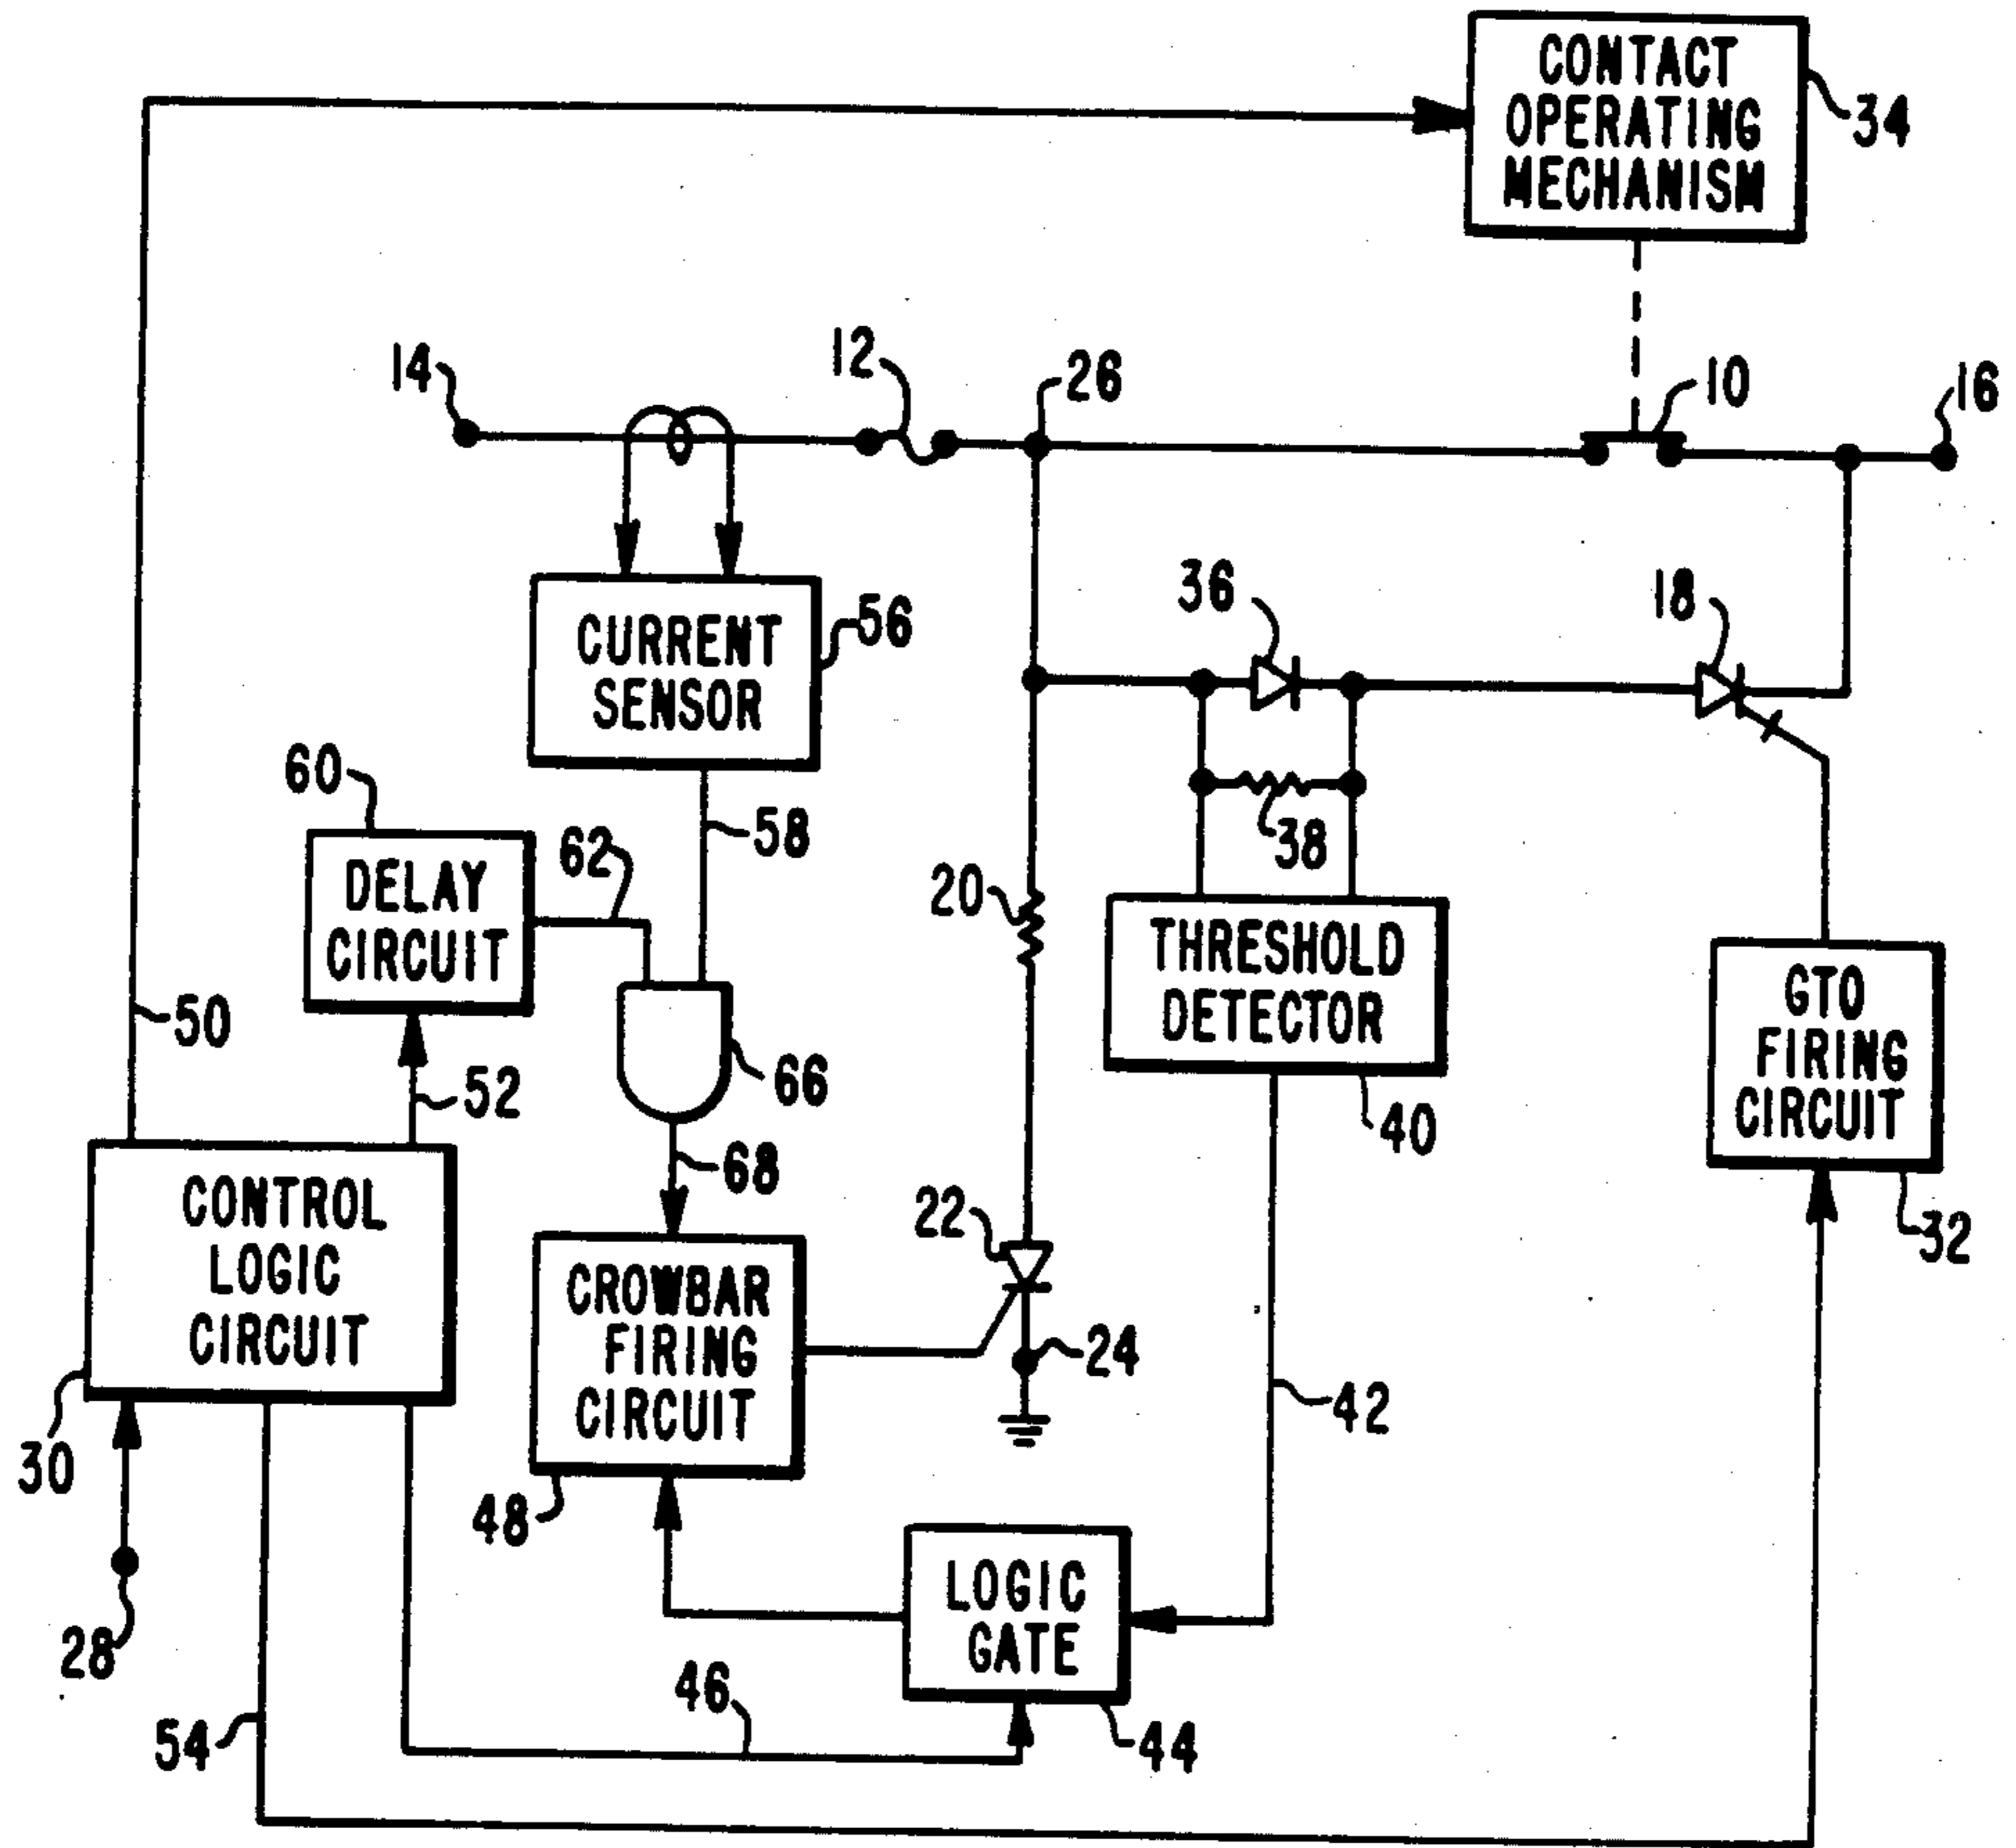 CONTACT
OPERATING
MECHANISM
34
14
12
26
10
16
CURRENT
SENSOR
56
36
18
60
58
62
38
DELAY
CIRCUIT
20
THRESHOLD
DETECTOR
GTO
FIRING
CIRCUIT
50
52
66
40
68
32
CONTROL
LOGIC
CIRCUIT
22
CROWBAR
FIRING
CIRCUIT
24
42
30
48
LOGIC
GATE
28
46
54
44